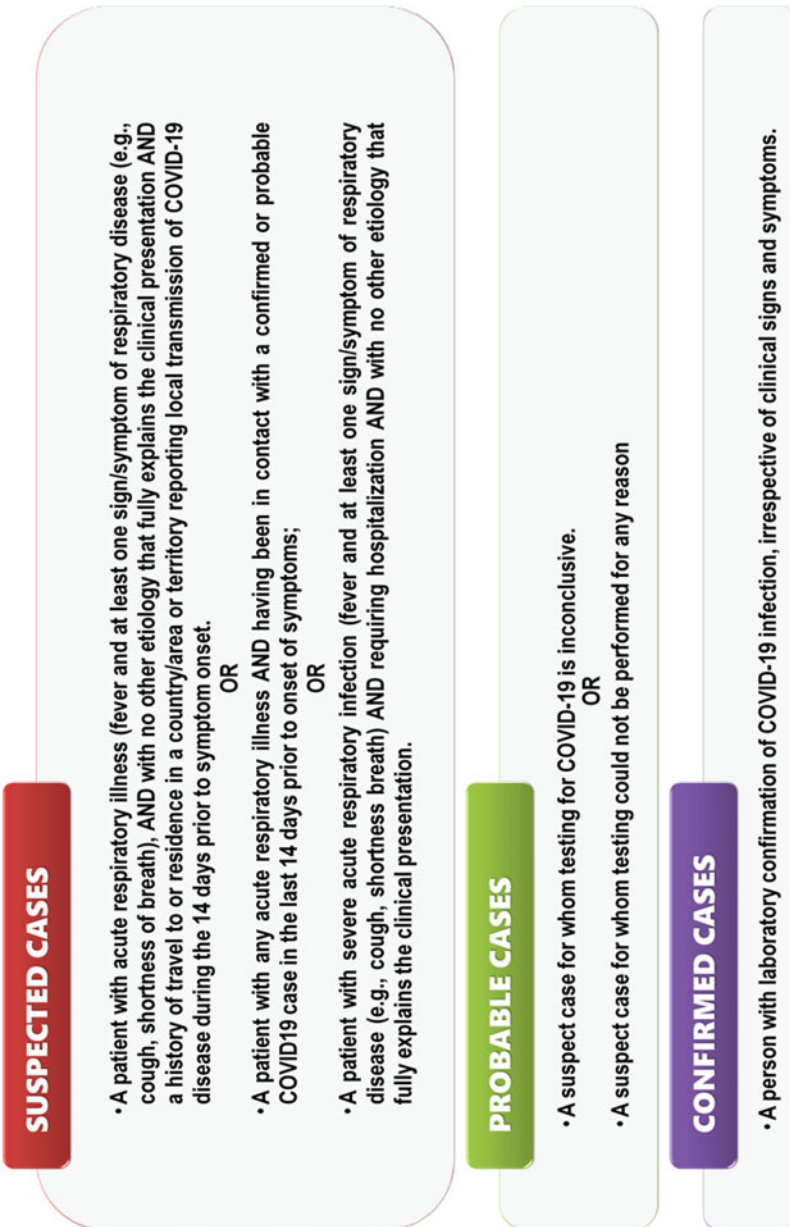 SUSPECTED CASES
•A patient with acute respiratory illness (fever and at least one sign/symptom of respiratory disease (e.g.,
cough, shortness of breath), AND with no other etiology that fully explains the clinical presentation AND
a history of travel to or residence in a country/area or territory reporting local transmission of COVID-19
disease during the 14 days prior to symptom onset.
OR
•A patient with any acute respiratory illness AND having been in contact with a confirmed or probable
COVID19 case in the last 14 days prior to onset of symptoms;
OR
•A patient with severe acute respiratory infection (fever and at least one sign/symptom of respiratory
disease (e.g., cough, shortness breath) AND requiring hospitalization AND with no other etiology that
fully explains the clinical presentation.
PROBABLE CASES
•A suspect case for whom testing for COVID-19 is inconclusive.
OR
•A suspect case for whom testing could not be performed for any reason
CONFIRMED CASES
•A person with laboratory confirmation of COVID-19 infection, irrespective of clinical signs and symptoms.